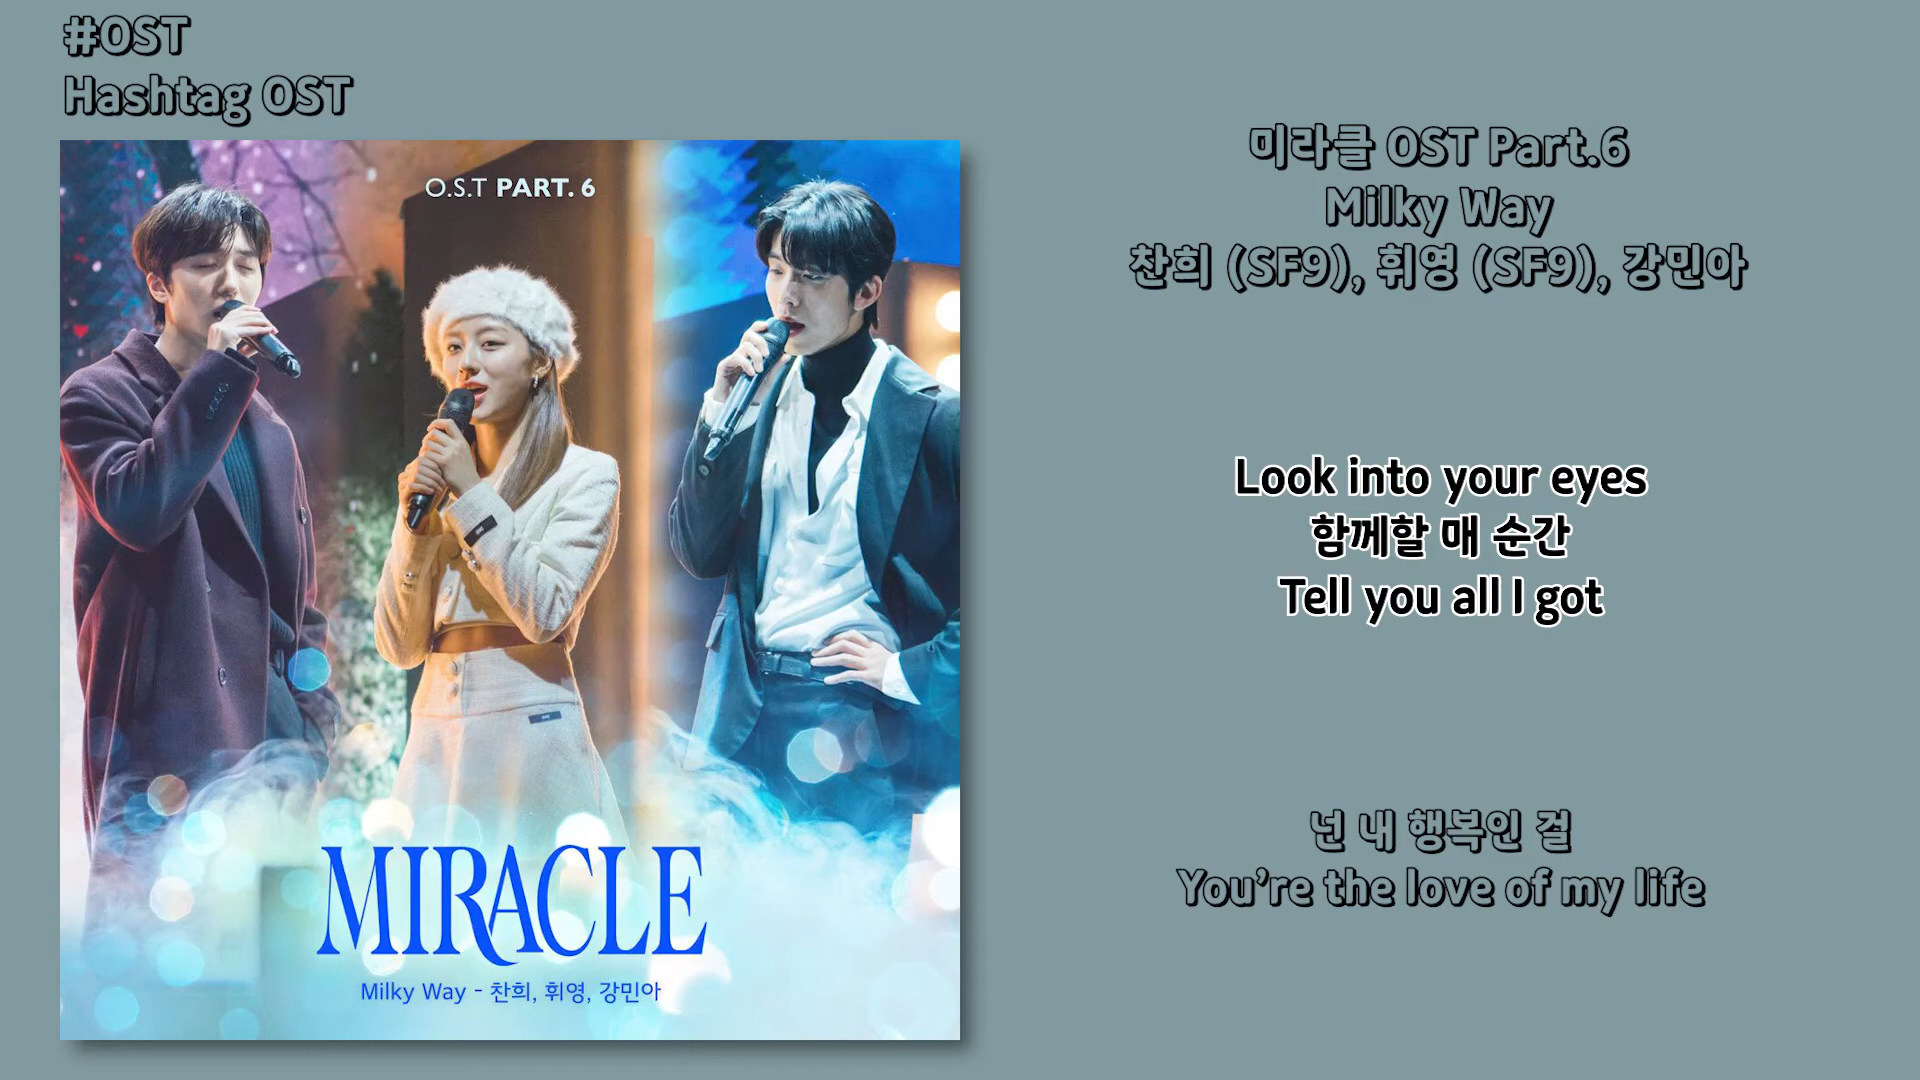 #OST
Hashtag OST
O.S.T PART. 6
MIRACLE
Milky Way - 찬희, 휘영, 강민아
미라클 OST Part.6
Milky Way
찬희 (SF9), 휘영 (SF9), 강민아
Look into your eyes
함께할 매 순간
Tell you all I got
넌 내 행복인 걸
You’re the love of my life